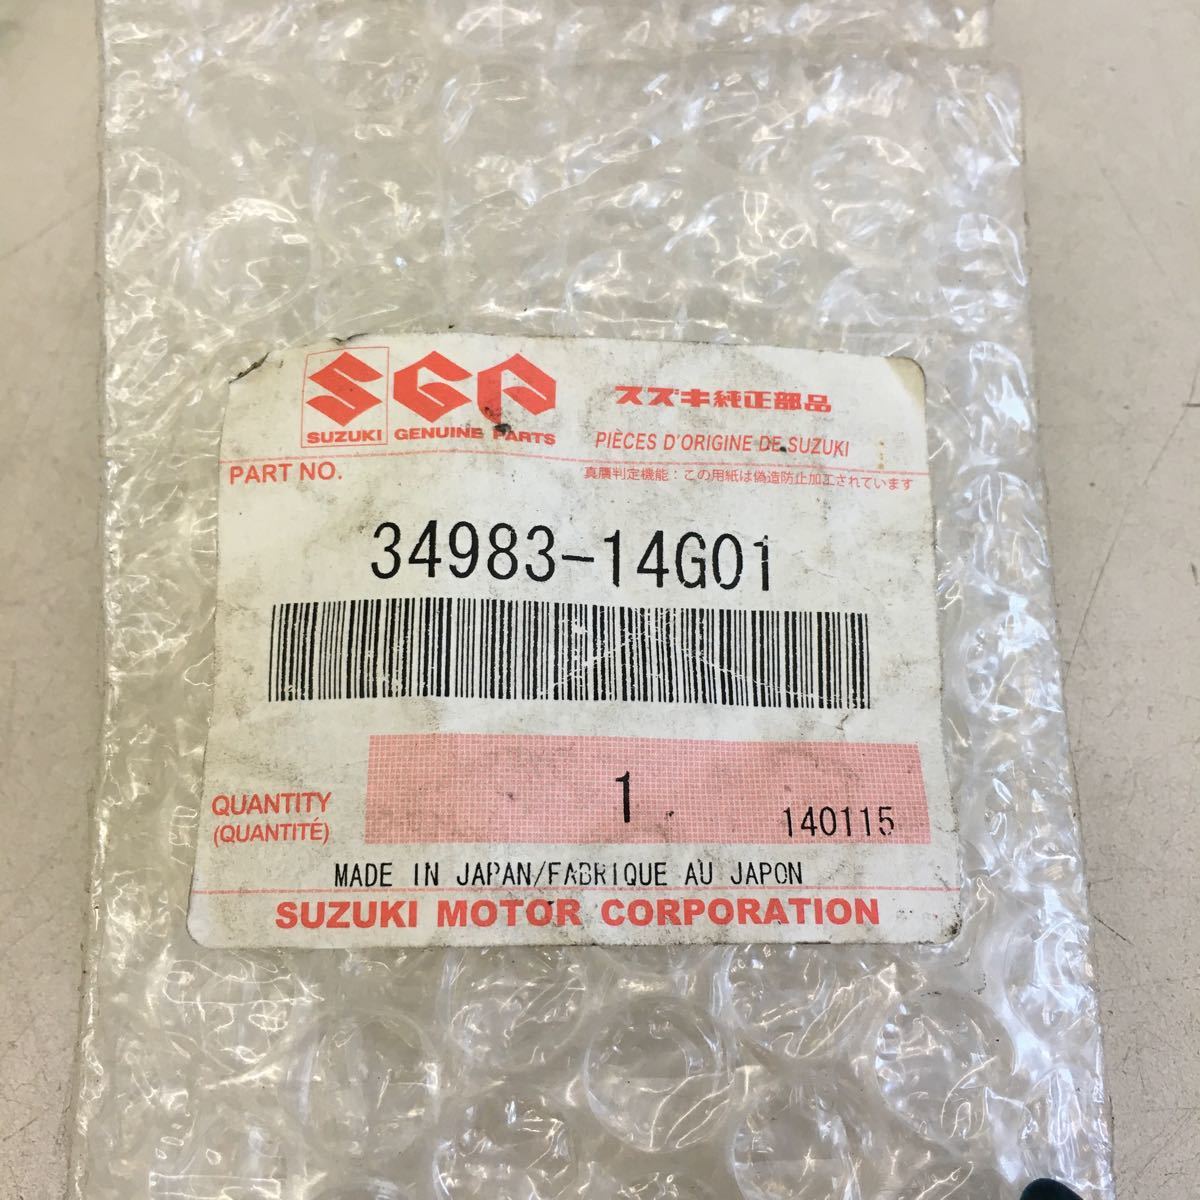 SGP
スズキ純正部品
SUZUKI GENUINE PARTS
PIÈCES D'ORIGINE DE SUZUKI
PART NO.
真贋判定機能：この用紙は偽造防止加工されています
34983-14G01
QUANTITY
(QUANTITÉ)
1
140115
MADE IN JAPAN/FABRIQUE AU JAPON
SUZUKI MOTOR CORPORATION